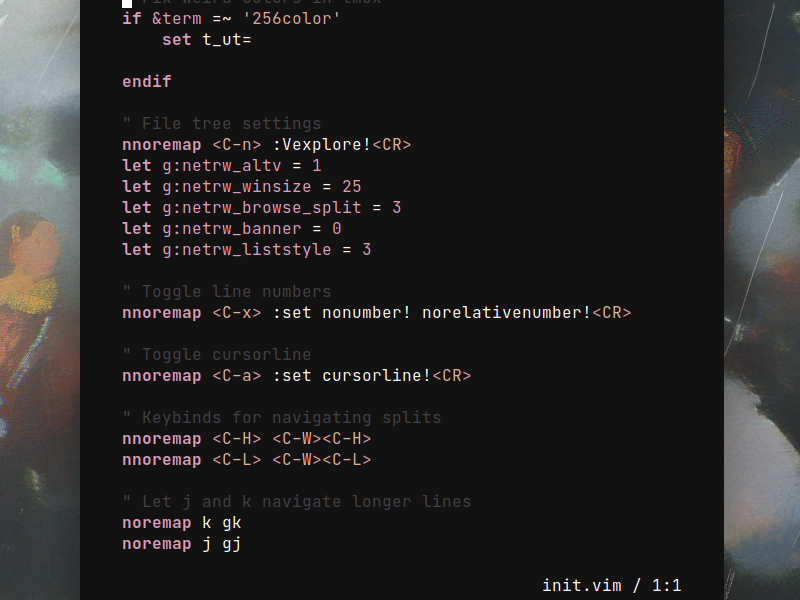 " Fix weird colors in tmux
if &term =~ '256color'
set t_ut=
endif
" File tree settings
nnoremap <C-n> :Vexplore!<CR>
let g:netrw_altv = 1
let g:netrw_winsize = 25
let g:netrw_browse_split = 3
let g:netrw_banner = 0
let g:netrw_liststyle = 3
" Toggle line numbers
nnoremap <C-x> :set nonumber! norelativenumber!<CR>
" Toggle cursorline
nnoremap <C-a> :set cursorline!<CR>
" Keybinds for navigating splits
nnoremap <C-H> <C-W><C-H>
nnoremap <C-L> <C-W><C-L>
" Let j and k navigate longer lines
noremap k gk
noremap j gj
init.vim / 1:1